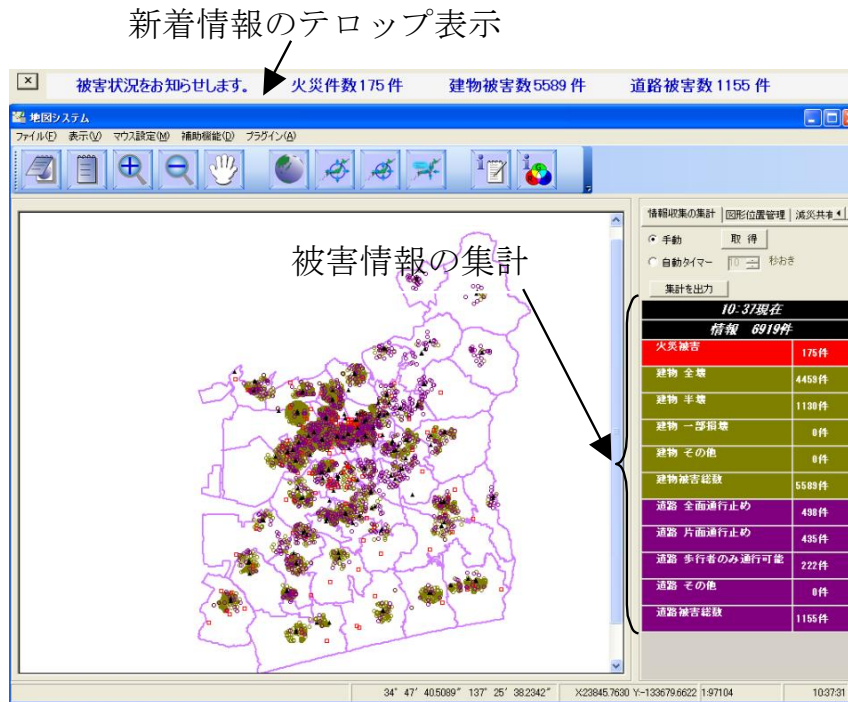 新着情報のテロップ表示
被害状況をお知らせします。 火災件数175件 建物被害数5589件 道路被害数1155件
地図システム
ファイル(F) 表示(V) マウス設定(M) 補助機能(D) プラグイン(A)
情報収集の集計 図形位置管理 減災共有
手動 取得
自動タイマー 10 秒おき
集計を出力
被害情報の集計
10:37現在
情報 6919件
火災被害 175件
建物 全壊 4459件
建物 半壊 1130件
建物 一部損壊 0件
建物 その他 0件
建物被害総数 5589件
道路 全面通行止め 498件
道路 片面通行止め 435件
道路 歩行者のみ通行可能 222件
道路 その他 0件
道路被害総数 1155件
34° 47′ 40.5089″ 137° 25′ 38.2342″ X:23845.7630 Y:-133679.6622 1:97104 10:37:31